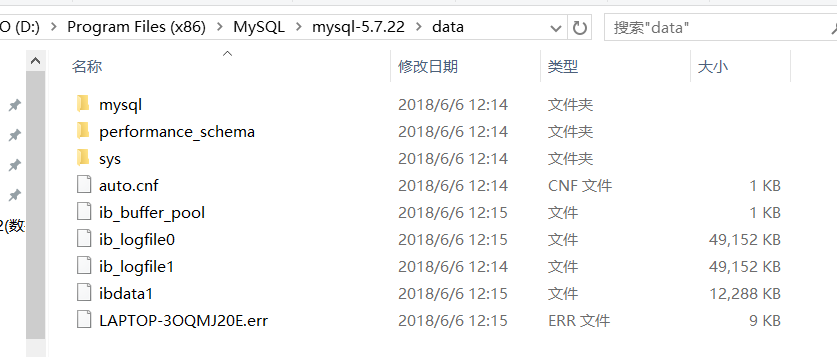 O (D:) > Program Files (x86) > MySQL > mysql-5.7.22 > data 搜索"data"
名称 修改日期 类型 大小
mysql 2018/6/6 12:14 文件夹
performance_schema 2018/6/6 12:14 文件夹
sys 2018/6/6 12:14 文件夹
auto.cnf 2018/6/6 12:14 CNF 文件 1 KB
ib_buffer_pool 2018/6/6 12:15 文件 1 KB
2(数
ib_logfile0 2018/6/6 12:15 文件 49,152 KB
ib_logfile1 2018/6/6 12:14 文件 49,152 KB
ibdata1 2018/6/6 12:15 文件 12,288 KB
LAPTOP-3OQMJ20E.err 2018/6/6 12:15 ERR 文件 9 KB